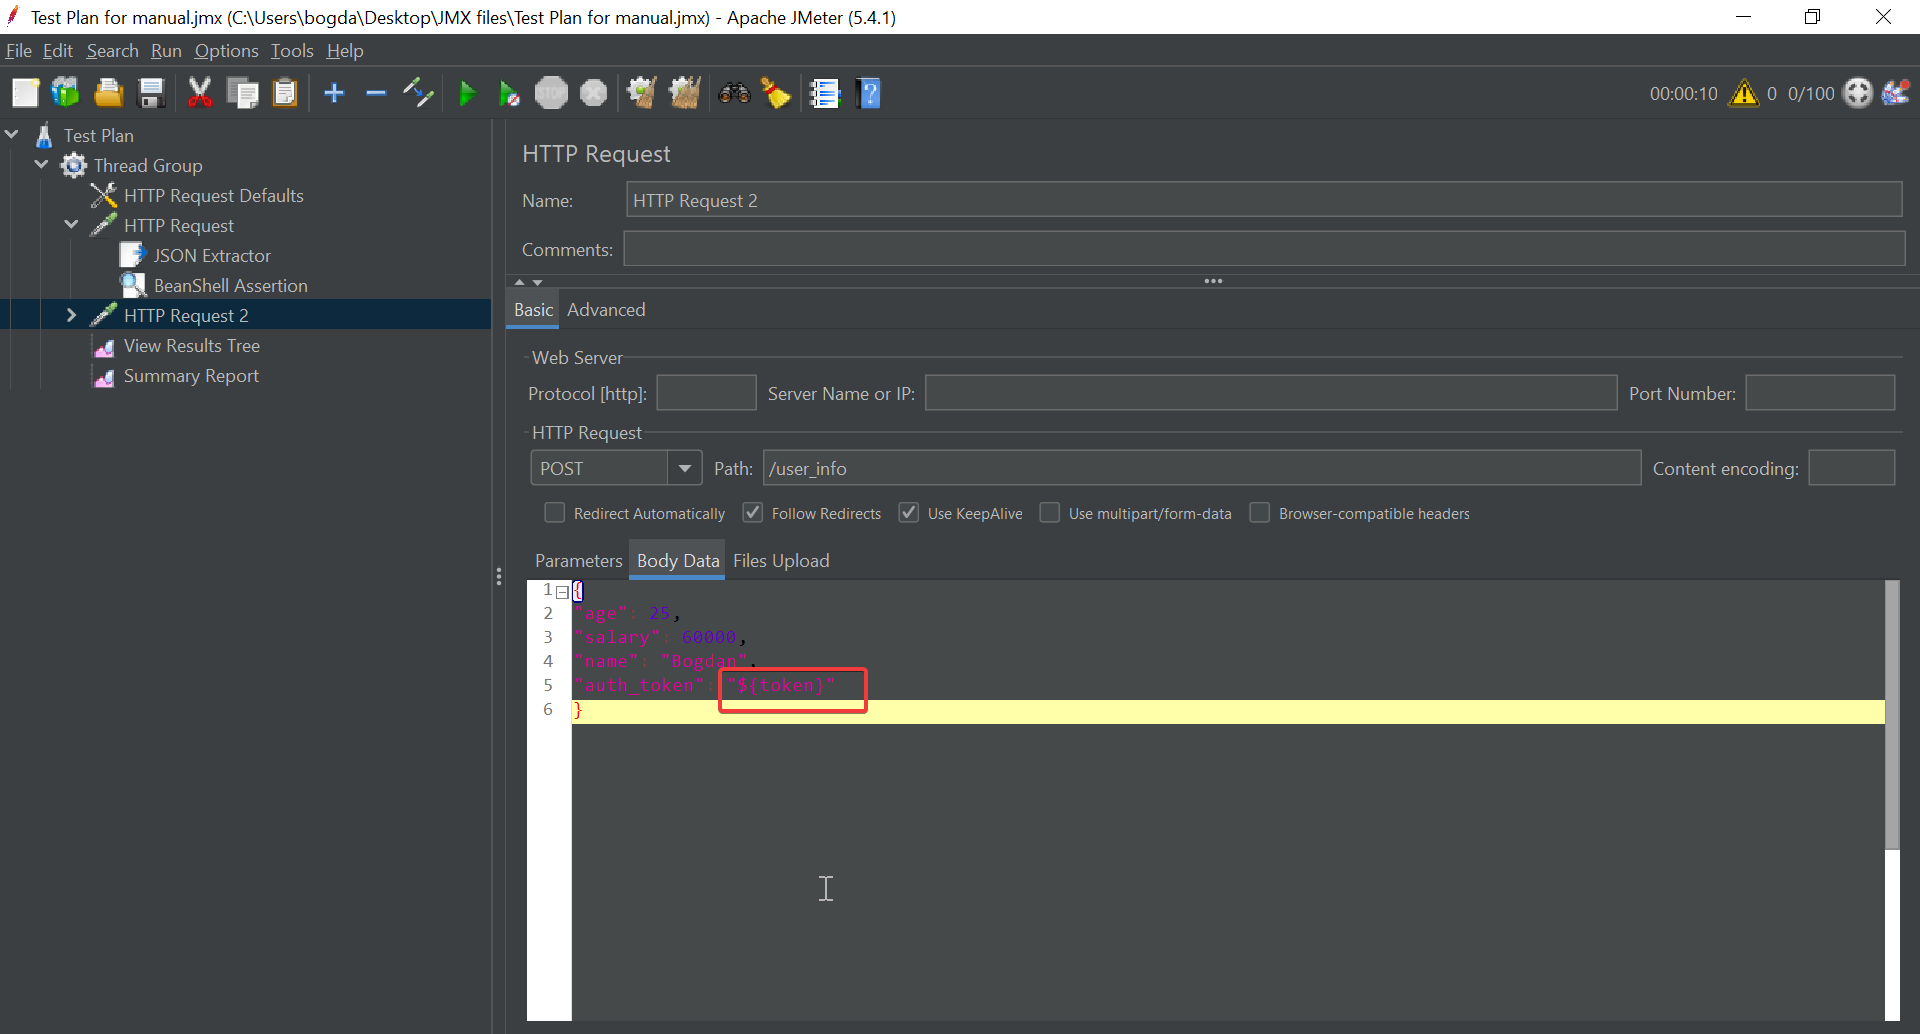 Test Plan for manual.jmx (C:\Users\bogda\Desktop\JMX files\Test Plan for manual.jmx) - Apache JMeter (5.4.1)
File Edit Search Run Options Tools Help
STOP
00:00:10 0 0/100
Test Plan
Thread Group
HTTP Request Defaults
HTTP Request
JSON Extractor
BeanShell Assertion
HTTP Request 2
View Results Tree
Summary Report
HTTP Request
Name: HTTP Request 2
Comments:
Basic Advanced
Web Server
Protocol [http]: Server Name or IP: Port Number:
HTTP Request
POST Path: /user_info Content encoding:
Redirect Automatically Follow Redirects Use KeepAlive Use multipart/form-data Browser-compatible headers
Parameters Body Data Files Upload
1 {
2 "age": 25,
3 "salary": 60000,
4 "name": "Bogdan",
5 "auth_token": "${token}"
6 }